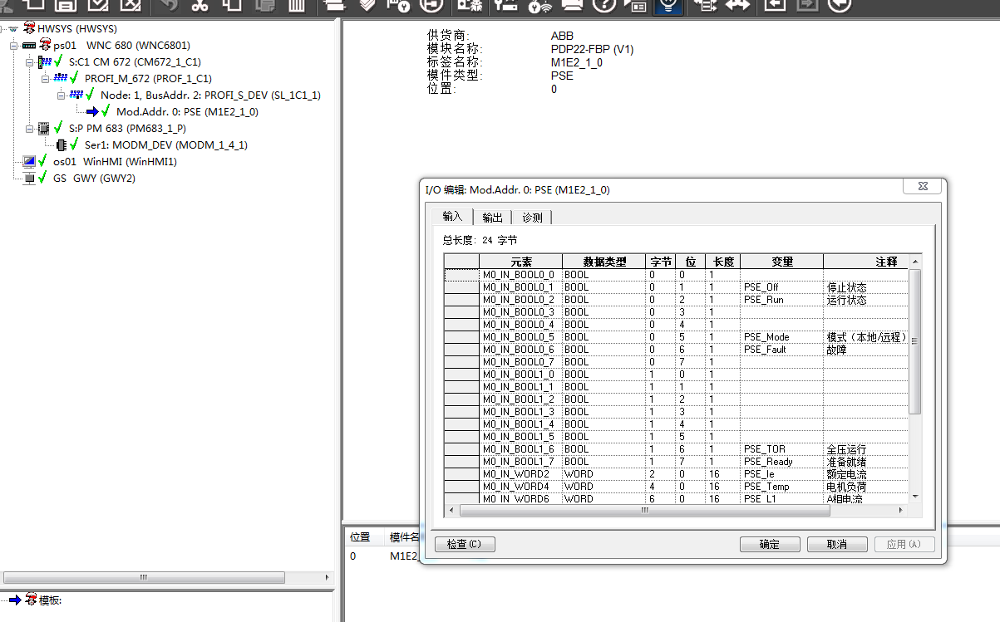 HWSYS (HWSYS)
ps01 WNC 680 (WNC6801)
S:C1 CM 672 (CM672_1_C1)
PROFI_M_672 (PROF_1_C1)
Node: 1, BusAddr. 2: PROFI_S_DEV (SL_1C1_1)
Mod.Addr. 0: PSE (M1E2_1_0)
S:P PM 683 (PM683_1_P)
Ser1: MODM_DEV (MODM_1_4_1)
os01 WinHMI (WinHMI1)
GS GWY (GWY2)
模板:
供货商: ABB
模块名称: PDP22-FBP (V1)
标签名称: M1E2_1_0
模件类型: PSE
位置: 0
I/O 编辑: Mod.Addr. 0: PSE (M1E2_1_0)
输入 输出 诊测
总长度: 24 字节
元素 数据类型 字节 位 长度 变量 注释
M0_IN_BOOL0_0 BOOL 0 0 1
M0_IN_BOOL0_1 BOOL 0 1 1 PSE_Off 停止状态
M0_IN_BOOL0_2 BOOL 0 2 1 PSE_Run 运行状态
M0_IN_BOOL0_3 BOOL 0 3 1
M0_IN_BOOL0_4 BOOL 0 4 1
M0_IN_BOOL0_5 BOOL 0 5 1 PSE_Mode 模式（本地/远程）
M0_IN_BOOL0_6 BOOL 0 6 1 PSE_Fault 故障
M0_IN_BOOL0_7 BOOL 0 7 1
M0_IN_BOOL1_0 BOOL 1 0 1
M0_IN_BOOL1_1 BOOL 1 1 1
M0_IN_BOOL1_2 BOOL 1 2 1
M0_IN_BOOL1_3 BOOL 1 3 1
M0_IN_BOOL1_4 BOOL 1 4 1
M0_IN_BOOL1_5 BOOL 1 5 1
M0_IN_BOOL1_6 BOOL 1 6 1 PSE_TOR 全压运行
M0_IN_BOOL1_7 BOOL 1 7 1 PSE_Ready 准备就绪
M0_IN_WORD2 WORD 2 0 16 PSE_Ie 额定电流
M0_IN_WORD4 WORD 4 0 16 PSE_Temp 电机负荷
M0_IN_WORD6 WORD 6 0 16 PSE_L1 A相电流
检查(C) 确定 取消 应用(A)
位置 模件名
0 M1E2_